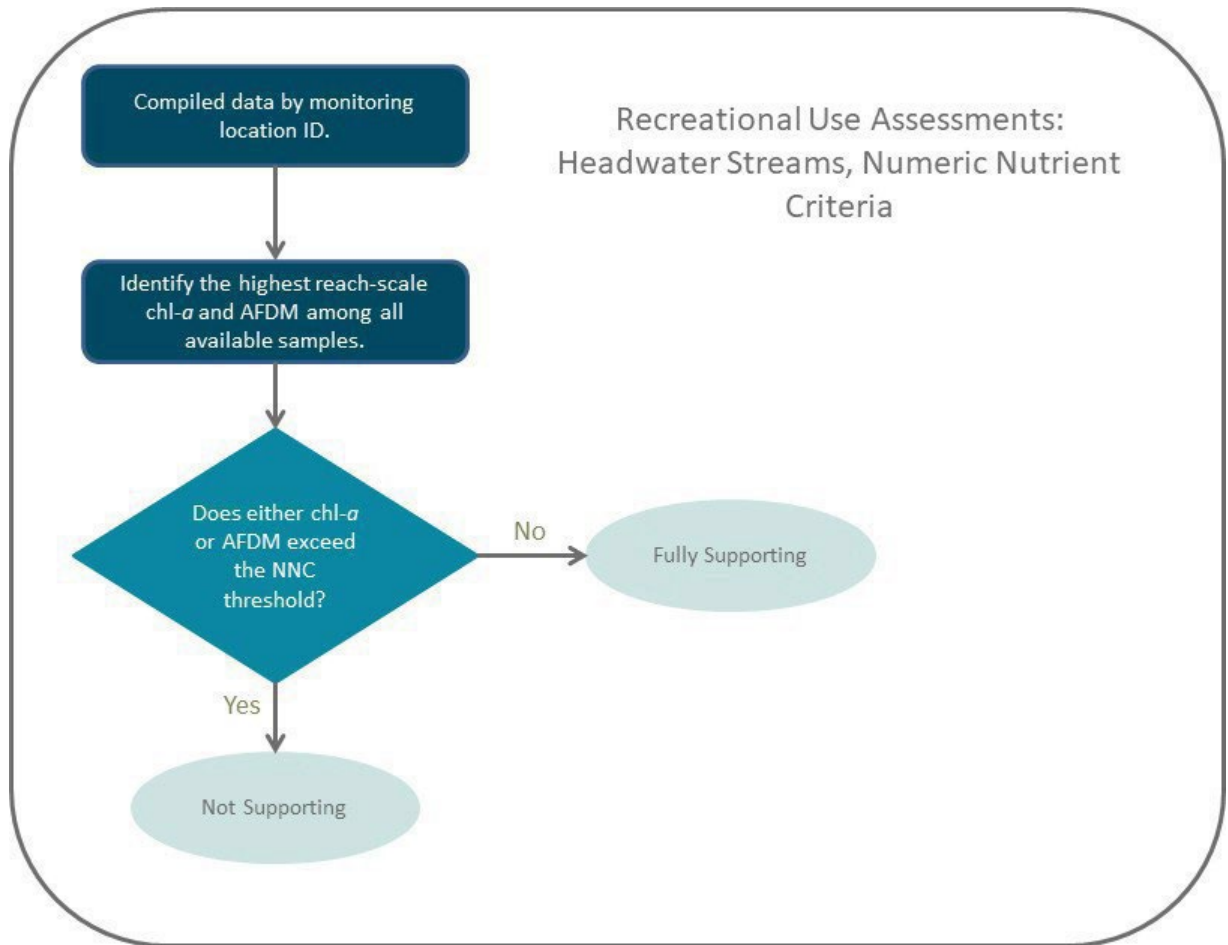 Compiled data by monitoring
location ID.
Recreational Use Assessments:
Headwater Streams, Numeric Nutrient
Criteria
Identify the highest reach-scale
chl-a and AFDM among all
available samples.
Does either chl-a
or AFDM exceed
the NNC
threshold?
No
Fully Supporting
Yes
Not Supporting